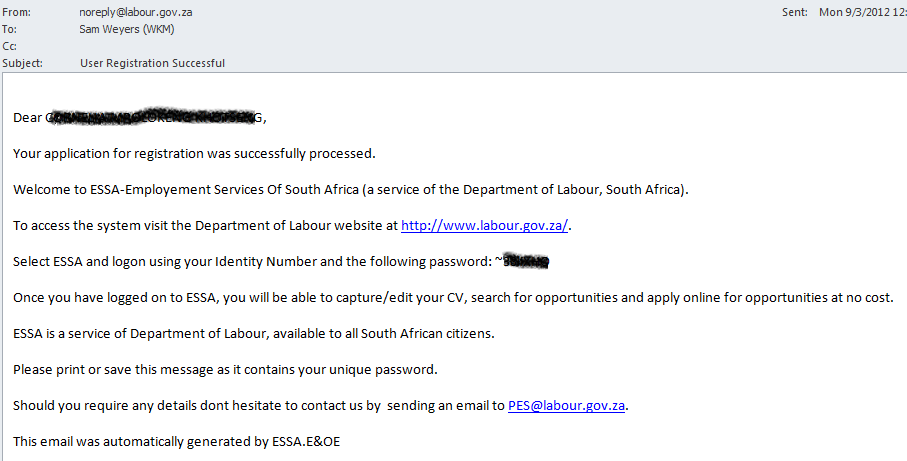 From: noreply@labour.gov.za Sent: Mon 9/3/2012 12:
To: Sam Weyers (WKM)
Cc:
Subject: User Registration Successful
Dear
Your application for registration was successfully processed.
Welcome to ESSA-Employement Services Of South Africa (a service of the Department of Labour, South Africa).
To access the system visit the Department of Labour website at http://www.labour.gov.za/.
Select ESSA and logon using your Identity Number and the following password: ~
Once you have logged on to ESSA, you will be able to capture/edit your CV, search for opportunities and apply online for opportunities at no cost.
ESSA is a service of Department of Labour, available to all South African citizens.
Please print or save this message as it contains your unique password.
Should you require any details dont hesitate to contact us by  sending an email to PES@labour.gov.za.
This email was automatically generated by ESSA.E&OE